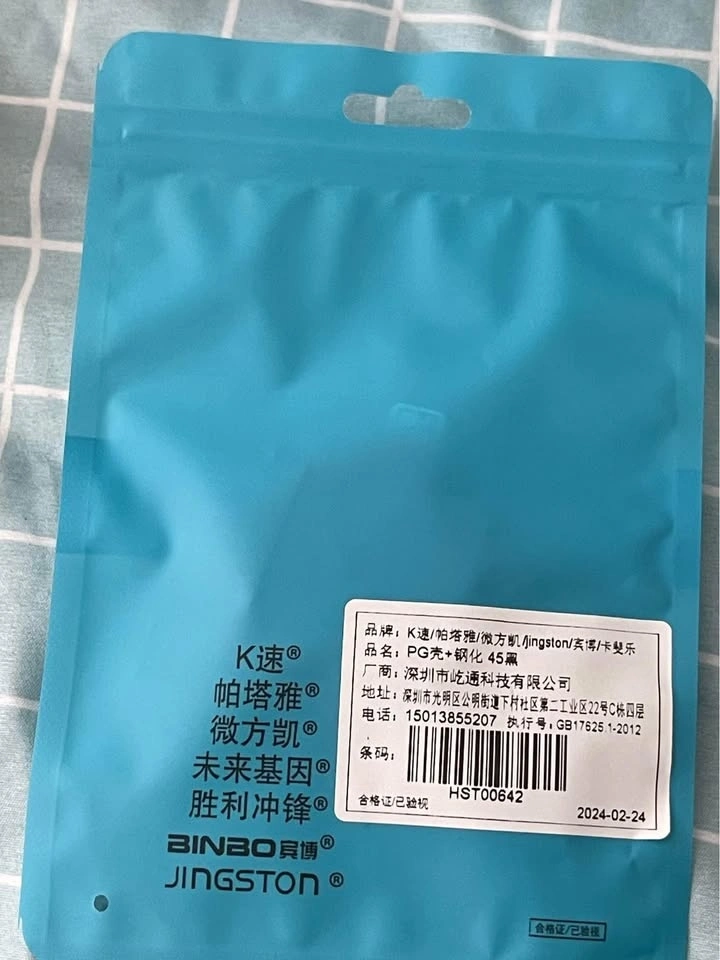 K速®
帕塔雅®
微方凯®
未来基因®
胜利冲锋®
BINBO宾博®
JINGSTON®
品牌：K速/帕塔雅/微方凯/jingston/宾博/卡斐乐
品名：PG壳+钢化 45黑
厂商：深圳市屹通科技有限公司
地址：深圳市光明区公明街道下村社区第二工业区22号C栋四层
电话：15013855207 执行号：GB17625.1-2012
条码：
HST00642
合格证/已验视
2024-02-24
合格证/已验视